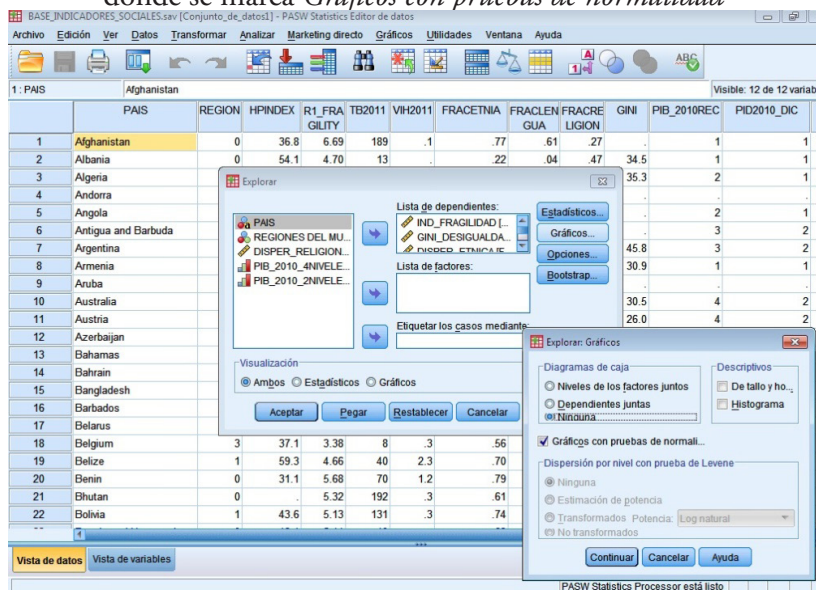 donde se marca Gráficos con pruebas de normalidad
BASE_INDICADORES_SOCIALES.sav [Conjunto_de_datos1] - PASW Statistics Editor de datos
Archivo Edición Ver Datos Transformar Analizar Marketing directo Gráficos Utilidades Ventana Ayuda
1 : PAIS Afghanistan Visible: 12 de 12 variab
PAIS REGION HPINDEX R1_FRAGILITY TB2011 VIH2011 FRACETNIA FRACLENGUA FRACRELIGION GINI PIB_2010REC PID2010_DIC
1 Afghanistan 0 36.8 6.69 189 .1 .77 .61 .27 . 1 1
2 Albania 0 54.1 4.70 13 . .22 .04 .47 34.5 1 1
3 Algeria 35.3 2 1
4 Andorra . . .
5 Angola . 2 1
6 Antigua and Barbuda . 3 2
7 Argentina 45.8 3 2
8 Armenia 30.9 1 1
9 Aruba . . .
10 Australia 30.5 4 2
11 Austria 26.0 4 2
12 Azerbaijan
13 Bahamas
14 Bahrain
15 Bangladesh
16 Barbados
17 Belarus
18 Belgium 3 37.1 3.38 8 .3 .56
19 Belize 1 59.3 4.66 40 2.3 .70
20 Benin 0 31.1 5.68 70 1.2 .79
21 Bhutan 0 . 5.32 192 .3 .61
22 Bolivia 1 43.6 5.13 131 .3 .74
Explorar
PAIS
REGIONES DEL MU...
DISPER_RELIGION...
PIB_2010_4NIVELE...
PIB_2010_2NIVELE...
Lista de dependientes:
IND_FRAGILIDAD [...
GINI_DESIGUALDA...
DISPER_ETNICA [F...
Lista de factores:
Etiquetar los casos mediante:
Estadísticos...
Gráficos...
Opciones...
Bootstrap...
Visualización
Ambos Estadísticos Gráficos
Aceptar Pegar Restablecer Cancelar
Explorar: Gráficos
Diagramas de caja
Niveles de los factores juntos
Dependientes juntas
Ninguna
Descriptivos
De tallo y ho...
Histograma
Gráficos con pruebas de normali...
Dispersión por nivel con prueba de Levene
Ninguna
Estimación de potencia
Transformados Potencia: Log natural
No transformados
Continuar Cancelar Ayuda
Vista de datos Vista de variables
PASW Statistics Processor está listo